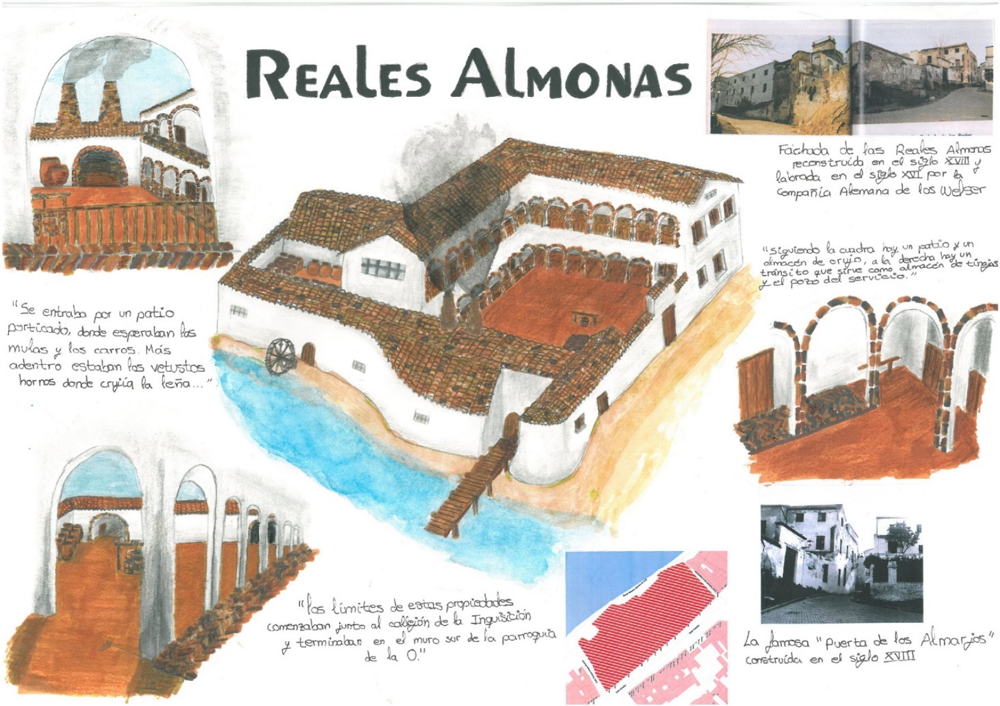 REALES ALMONAS
Fachada de las Reales Almonas
reconstruída en el siglo XVIII y
labrada en el siglo XVI por la
Compañía Alemana de los Welser
"Siguiendo la cuadra hay un patio y un
almacén de orujo, a la derecha hay un
tránsito que sirve como almacén de tinajas
y el pozo del servicio."
"Se entraba por un patio
porticado, donde esperaban las
mulas y los carros. Más
adentro estaban los vetustos
hornos donde crujía la leña..."
"los límites de estas propiedades
comenzaban junto al callejón de la Inquisición
y terminaban en el muro sur de la parroquia
de la O."
La famosa "Puerta de los Almarjos"
construída en el siglo XVIII